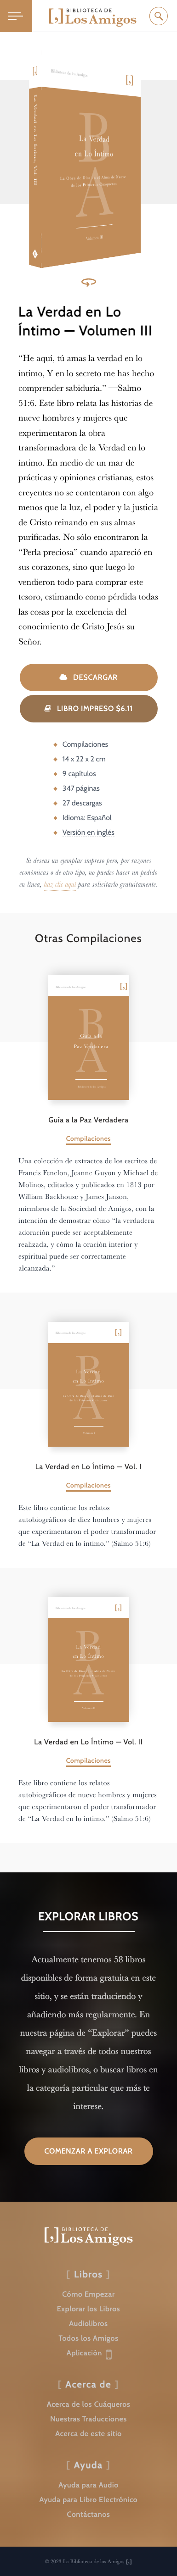 BIBLIOTECA DE
[ , ] Los Amigos
Biblioteca de los Amigos
[ , ]
La Verdad en Lo Íntimo, Vol. III
La Verdad
en Lo Íntimo
Volumen III
La Verdad en Lo
Íntimo — Volumen III
“He aquí, tú amas la verdad en lo
íntimo, Y en lo secreto me has hecho
comprender sabiduría.” —Salmo
51:6. Este libro relata las historias de
nueve hombres y mujeres que
experimentaron la obra
transformadora de la Verdad en lo
íntimo. En medio de un mar de
prácticas y opiniones cristianas, estos
creyentes no se contentaron con algo
menos que la luz, el poder y la justicia
de Cristo reinando en sus almas
purificadas. No sólo encontraron la
“Perla preciosa” cuando apareció en
sus corazones, sino que luego lo
vendieron todo para comprar este
tesoro, estimando como pérdida todas
las cosas por la excelencia del
conocimiento de Cristo Jesús su
Señor.
DESCARGAR
LIBRO IMPRESO $6.11
Compilaciones
14 x 22 x 2 cm
9 capítulos
347 páginas
27 descargas
Idioma: Español
Versión en inglés
Si deseas un ejemplar impreso pero, por razones
económicas o de otro tipo, no puedes hacer un pedido
en línea, haz clic aquí para solicitarlo gratuitamente.
Otras Compilaciones
[ , ]
Guía a la
Paz Verdadera
Guía a la Paz Verdadera
Compilaciones
Una colección de extractos de los escritos de
Francis Fenelon, Jeanne Guyon y Michael de
Molinos, editados y publicados en 1813 por
William Backhouse y James Janson,
miembros de la Sociedad de Amigos, con la
intención de demostrar cómo “la verdadera
adoración puede ser aceptablemente
realizada, y cómo la oración interior y
espiritual puede ser correctamente
alcanzada.”
[ , ]
La Verdad
en Lo Íntimo
La Verdad en Lo Íntimo — Vol. I
Compilaciones
Este libro contiene los relatos
autobiográficos de diez hombres y mujeres
que experimentaron el poder transformador
de “La Verdad en lo íntimo.” (Salmo 51:6)
[ , ]
La Verdad
en Lo Íntimo
La Verdad en Lo Íntimo — Vol. II
Compilaciones
Este libro contiene los relatos
autobiográficos de nueve hombres y mujeres
que experimentaron el poder transformador
de “La Verdad en lo íntimo.” (Salmo 51:6)
EXPLORAR LIBROS
Actualmente tenemos 58 libros
disponibles de forma gratuita en este
sitio, y se están traduciendo y
añadiendo más regularmente. En
nuestra página de “Explorar” puedes
navegar a través de todos nuestros
libros y audiolibros, o buscar libros en
la categoría particular que más te
interese.
COMENZAR A EXPLORAR
BIBLIOTECA DE
[ , ] Los Amigos
[ Libros ]
Cómo Empezar
Explorar los Libros
Audiolibros
Todos los Amigos
Aplicación
[ Acerca de ]
Acerca de los Cuáqueros
Nuestras Traducciones
Acerca de este sitio
[ Ayuda ]
Ayuda para Audio
Ayuda para Libro Electrónico
Contáctanos
© 2023 La Biblioteca de los Amigos [ , ]